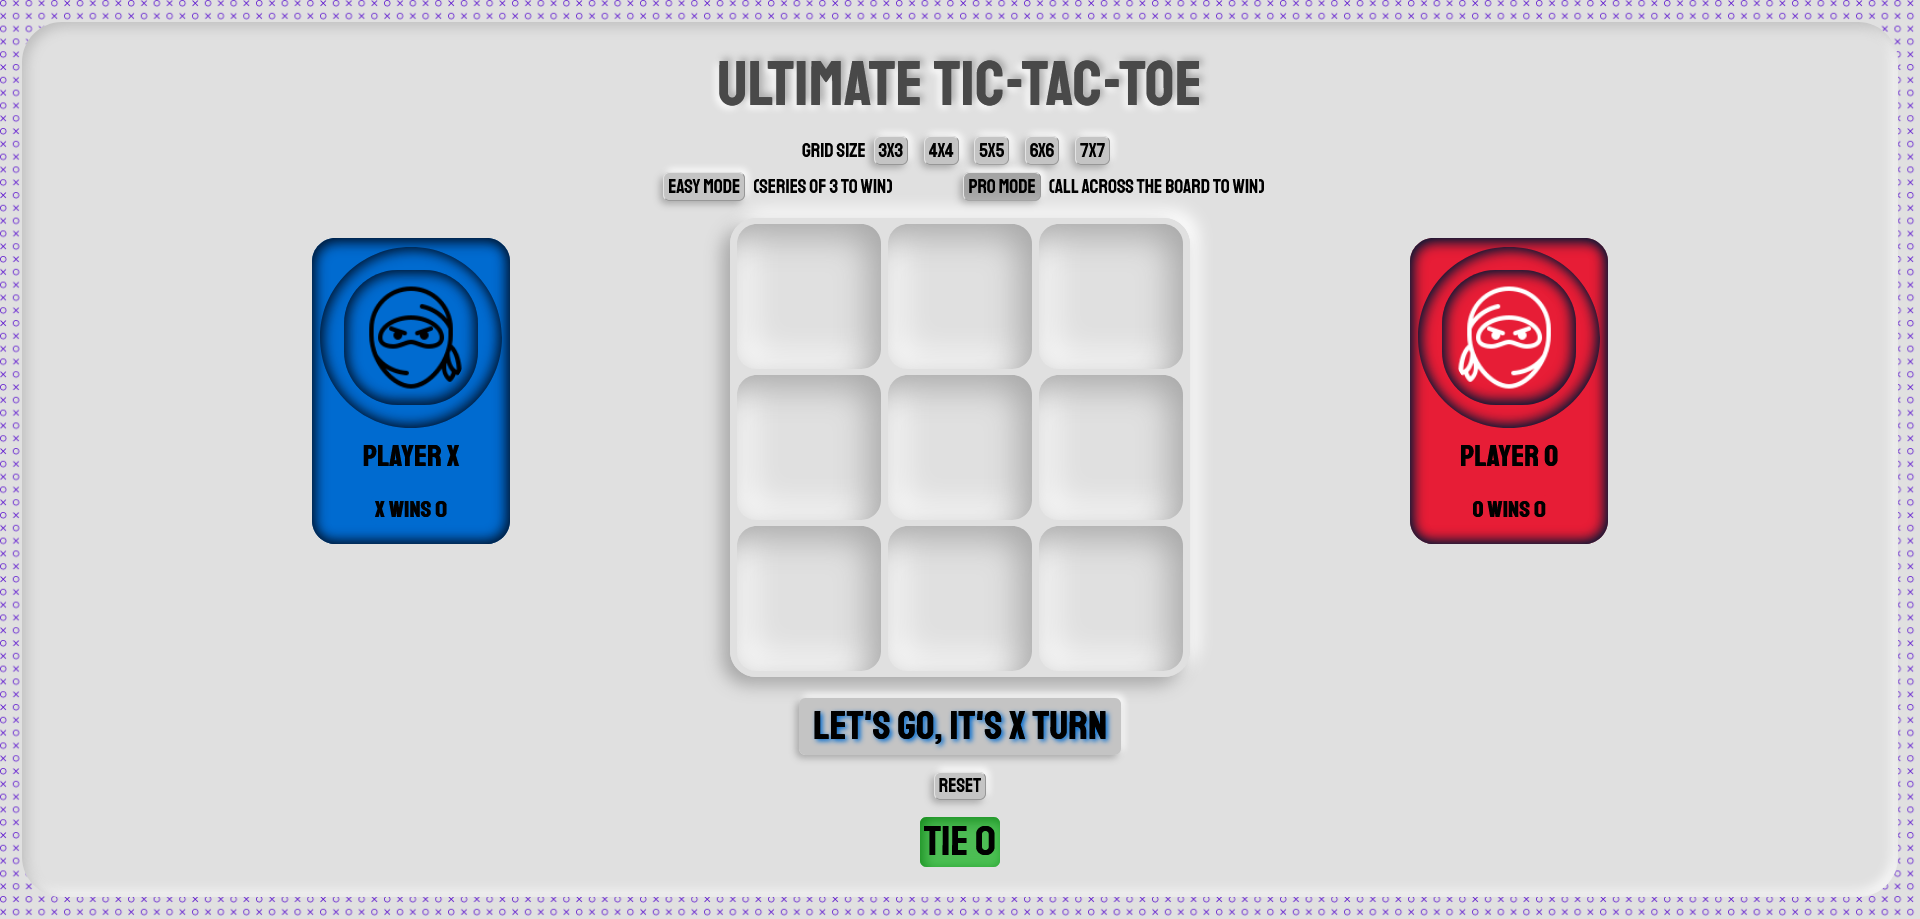 ULTIMATE TIC-TAC-TOE
GRID SIZE 3X3 4X4 5X5 6X6 7X7
EASY MODE (SERIES OF 3 TO WIN) PRO MODE (ALL ACROSS THE BOARD TO WIN)
PLAYER X
X WINS 0
PLAYER O
O WINS 0
LET'S GO, IT'S X TURN
RESET
TIE 0